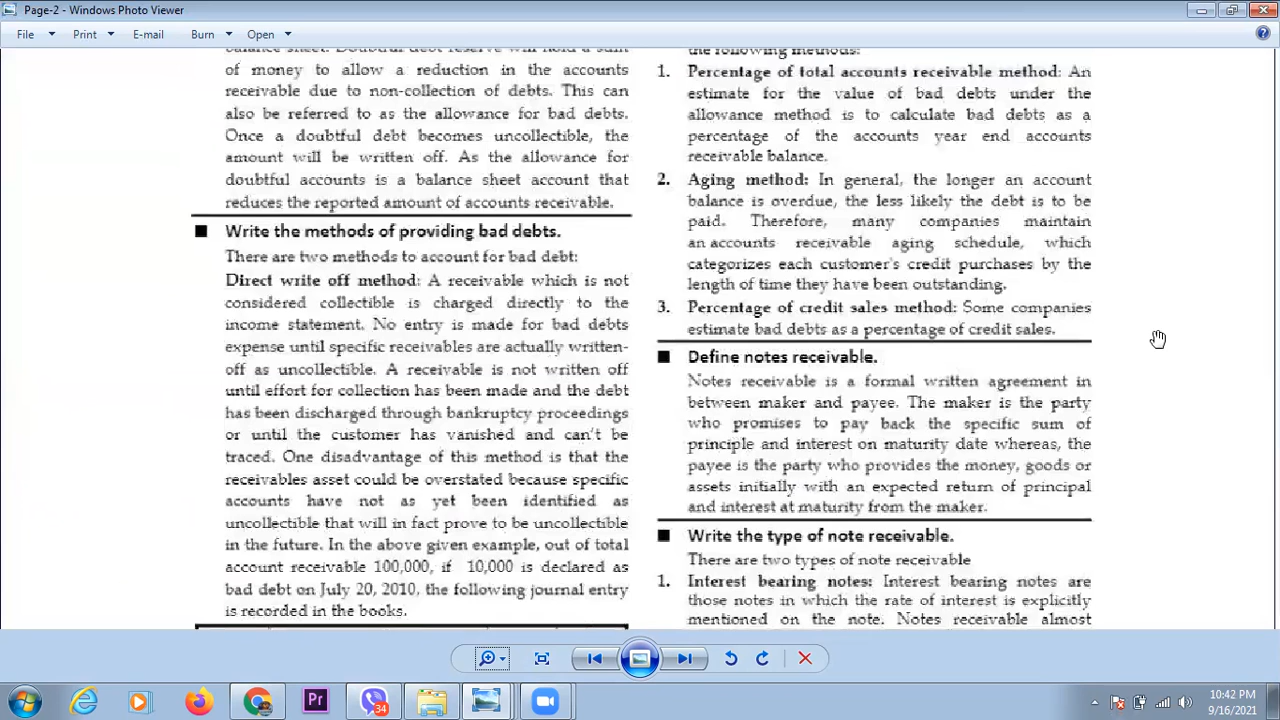 Page-2 - Windows Photo Viewer
File Print E-mail Burn Open
balance sheet. Doubtful debt reserve will hold a sum
of money to allow a reduction in the accounts
receivable due to non-collection of debts. This can
also be referred to as the allowance for bad debts.
Once a doubtful debt becomes uncollectible, the
amount will be written off. As the allowance for
doubtful accounts is a balance sheet account that
reduces the reported amount of accounts receivable.
■ Write the methods of providing bad debts.
There are two methods to account for bad debt:
Direct write off method: A receivable which is not
considered collectible is charged directly to the
income statement. No entry is made for bad debts
expense until specific receivables are actually written-
off as uncollectible. A receivable is not written off
until effort for collection has been made and the debt
has been discharged through bankruptcy proceedings
or until the customer has vanished and can't be
traced. One disadvantage of this method is that the
receivables asset could be overstated because specific
accounts have not as yet been identified as
uncollectible that will in fact prove to be uncollectible
in the future. In the above given example, out of total
account receivable 100,000, if 10,000 is declared as
bad debt on July 20, 2010, the following journal entry
is recorded in the books.
the following methods:
1. Percentage of total accounts receivable method: An
estimate for the value of bad debts under the
allowance method is to calculate bad debts as a
percentage of the accounts year end accounts
receivable balance.
2. Aging method: In general, the longer an account
balance is overdue, the less likely the debt is to be
paid. Therefore, many companies maintain
an accounts receivable aging schedule, which
categorizes each customer's credit purchases by the
length of time they have been outstanding.
3. Percentage of credit sales method: Some companies
estimate bad debts as a percentage of credit sales.
■ Define notes receivable.
Notes receivable is a formal written agreement in
between maker and payee. The maker is the party
who promises to pay back the specific sum of
principle and interest on maturity date whereas, the
payee is the party who provides the money, goods or
assets initially with an expected return of principal
and interest at maturity from the maker.
■ Write the type of note receivable.
There are two types of note receivable
1. Interest bearing notes: Interest bearing notes are
those notes in which the rate of interest is explicitly
mentioned on the note. Notes receivable almost
Pr
34
10:42 PM
9/16/2021